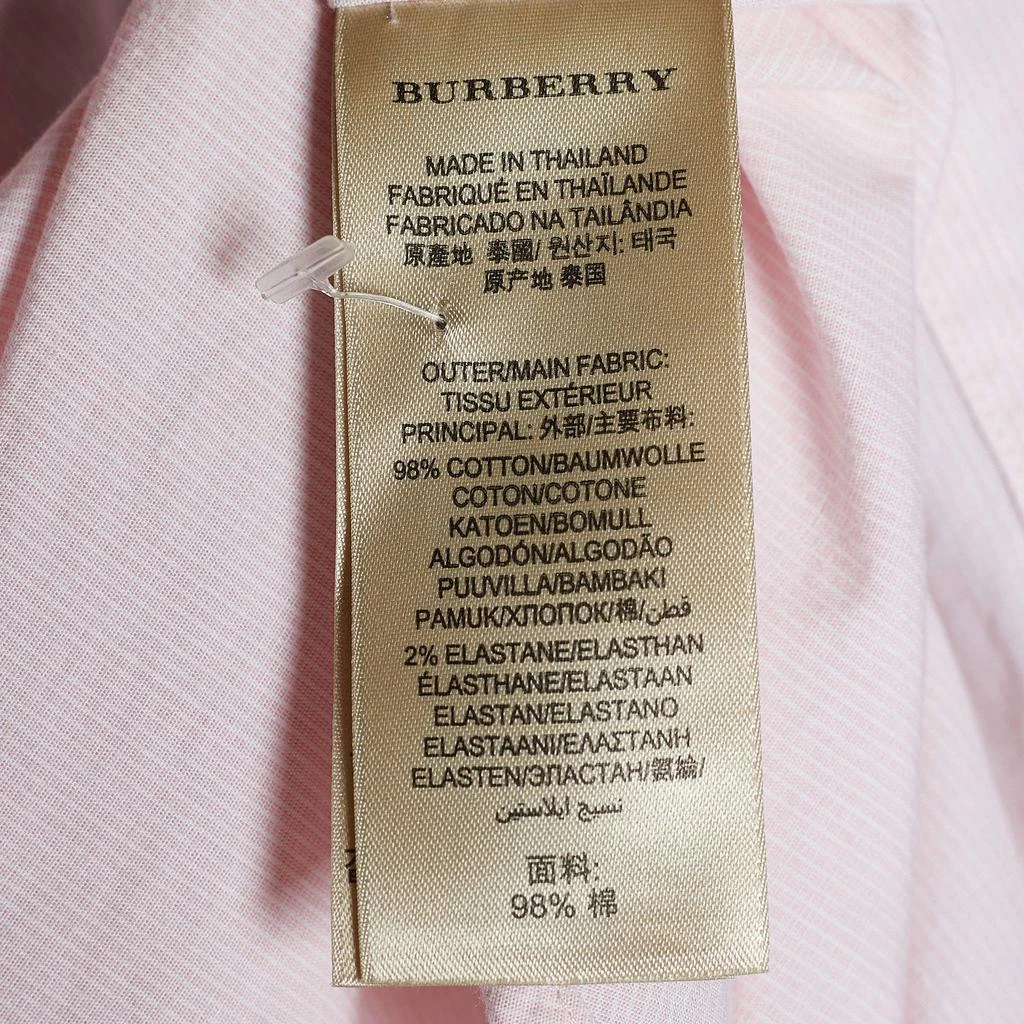 BURBERRY
MADE IN THAILAND
FABRIQUÉ EN THAÏLANDE
FABRICADO NA TAILÂNDIA
原產地 泰國/ 원산지: 태국
原产地 泰国
OUTER/MAIN FABRIC:
TISSU EXTÉRIEUR
PRINCIPAL: 外部/主要布料:
98% COTTON/BAUMWOLLE
COTON/COTONE
KATOEN/BOMULL
ALGODÓN/ALGODÃO
PUUVILLA/BAMBAKI
PAMUK/ХЛОПОК/棉/قطن
2% ELASTANE/ELASTHAN
ÉLASTHANE/ELASTAAN
ELASTAN/ELASTANO
ELASTAANI/ΕΛΑΣΤΑΝΗ
ELASTEN/ЭЛАСТАН/氨綸/
نسيج ايلاستين
面料:
98% 棉